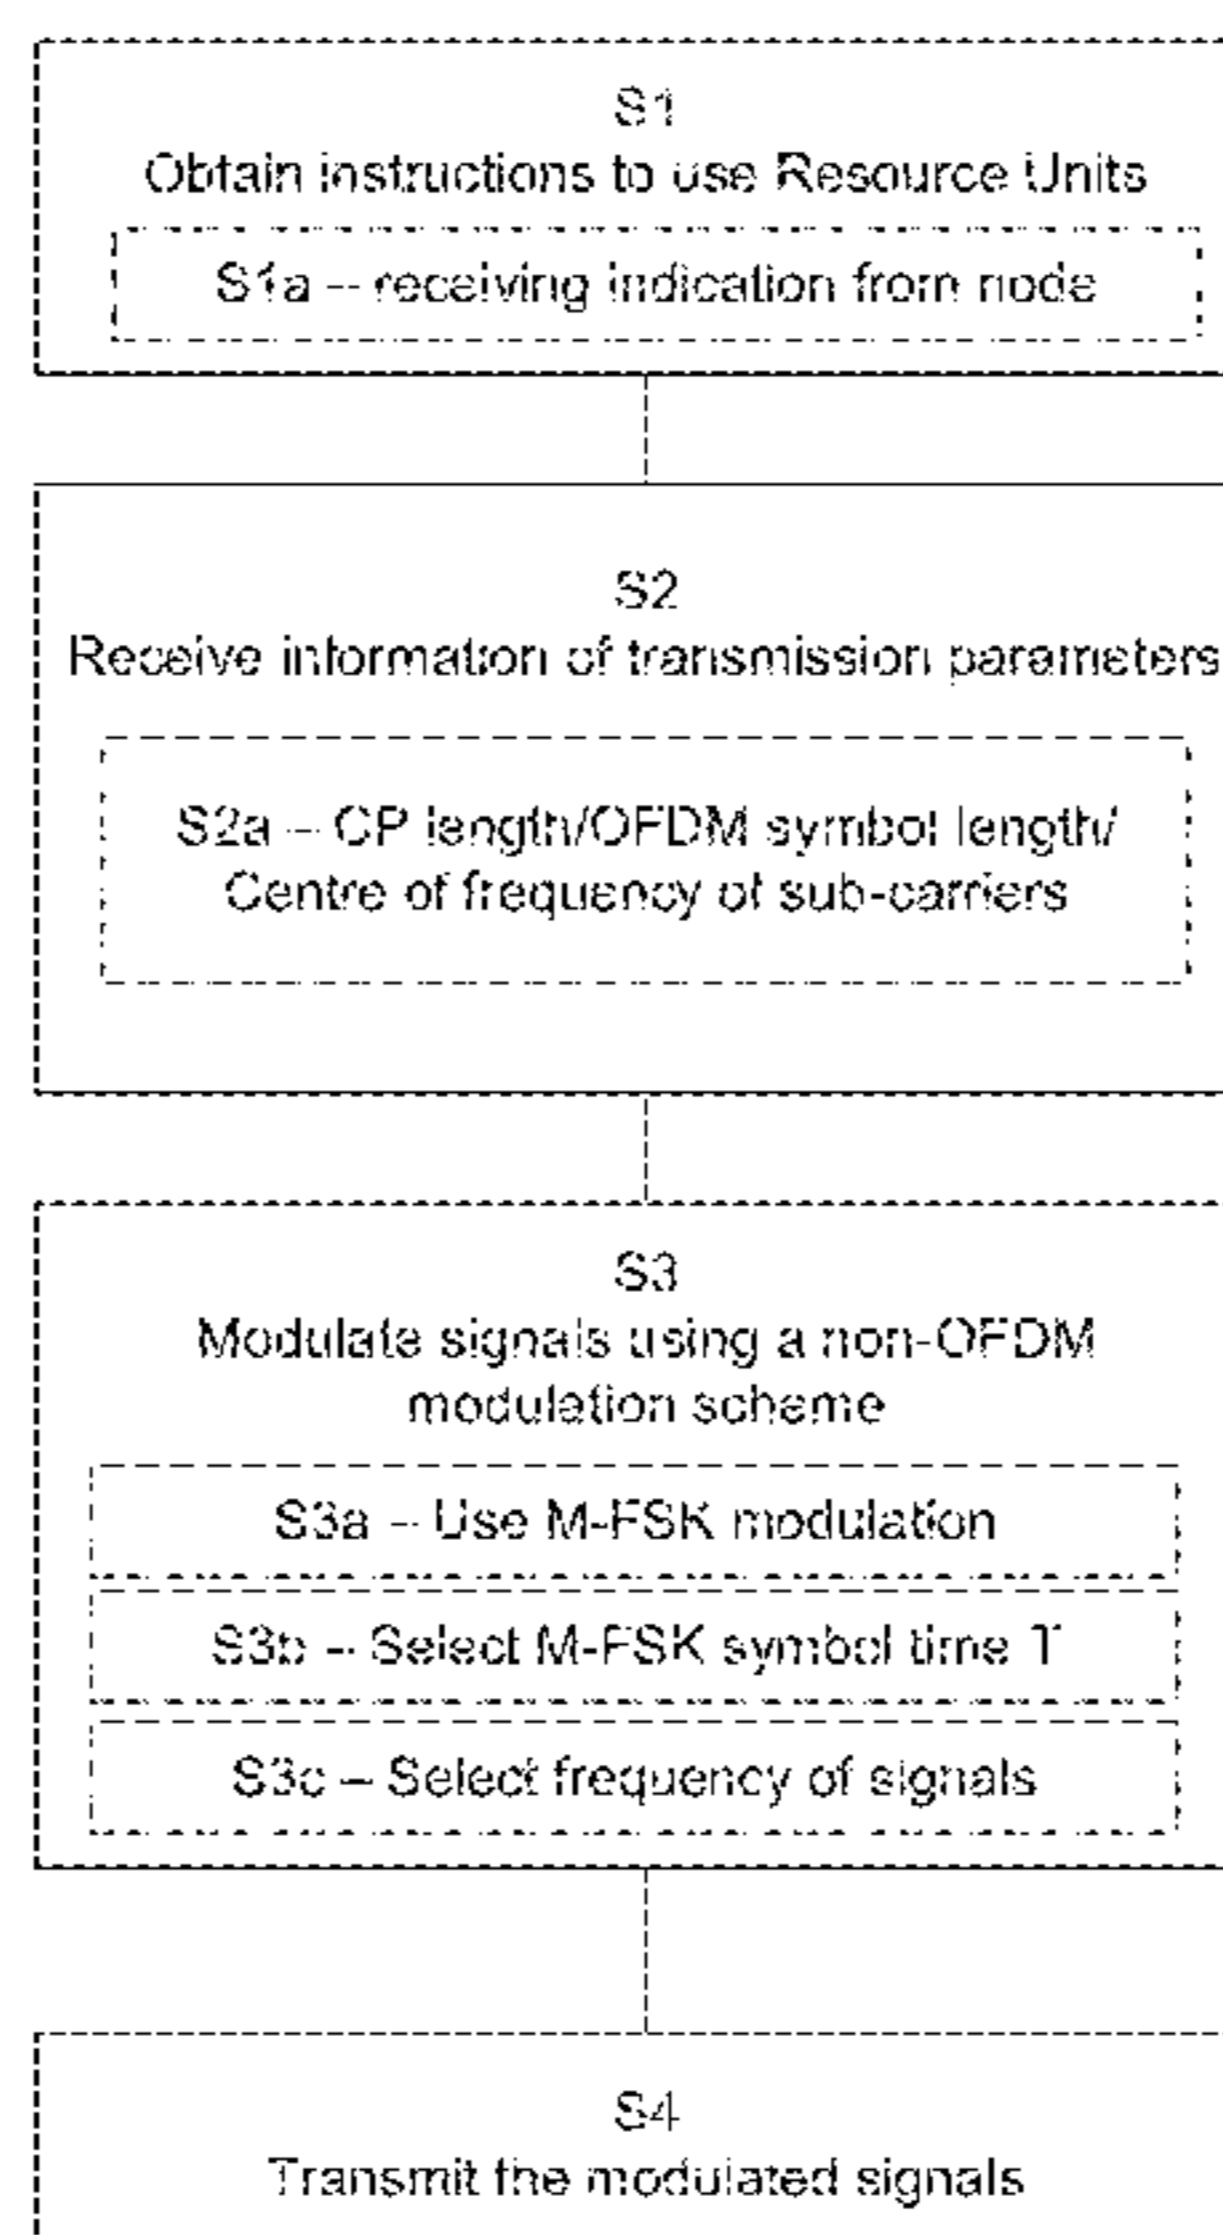 S1
Obtain instructions to use Resource Units
S1a – receiving indication from node
S2
Receive information of transmission parameters
S2a – CP length/OFDM symbol length/
Centre of frequency of sub-carriers
S3
Modulate signals using a non-OFDM
modulation scheme
S3a – Use M-FSK modulation
S3b – Select M-FSK symbol time T
S3c – Select frequency of signals
S4
Transmit the modulated signals